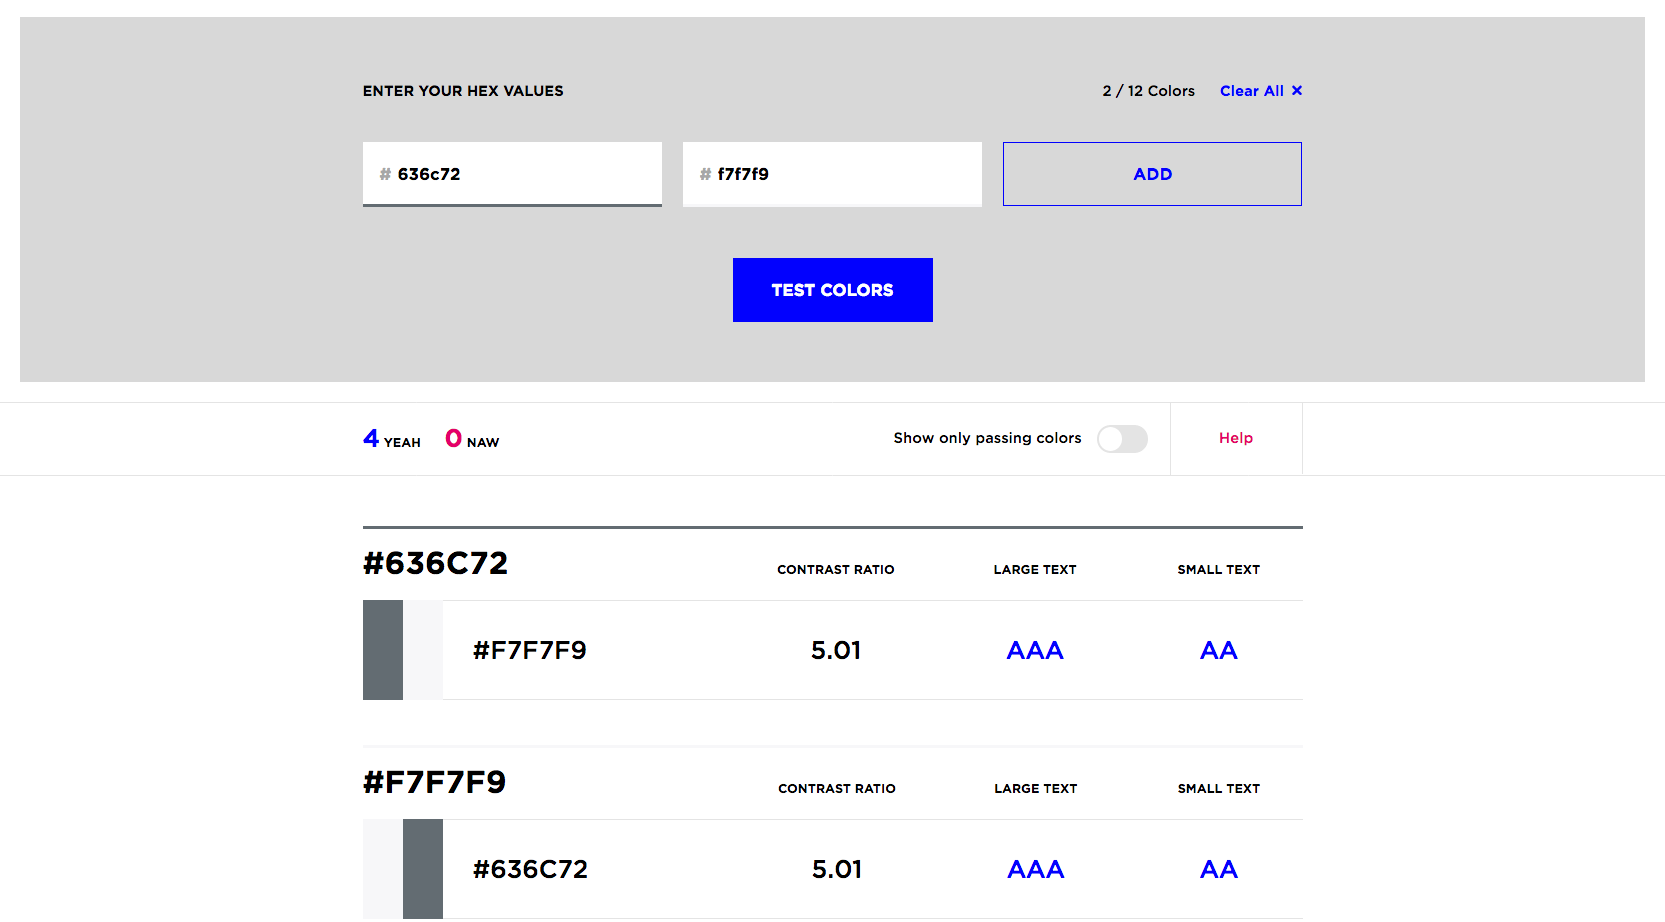 ENTER YOUR HEX VALUES 2 / 12 Colors Clear All ×
# 636c72 # f7f7f9 ADD
TEST COLORS
4 YEAH 0 NAW Show only passing colors Help
#636C72 CONTRAST RATIO LARGE TEXT SMALL TEXT
#F7F7F9 5.01 AAA AA
#F7F7F9 CONTRAST RATIO LARGE TEXT SMALL TEXT
#636C72 5.01 AAA AA